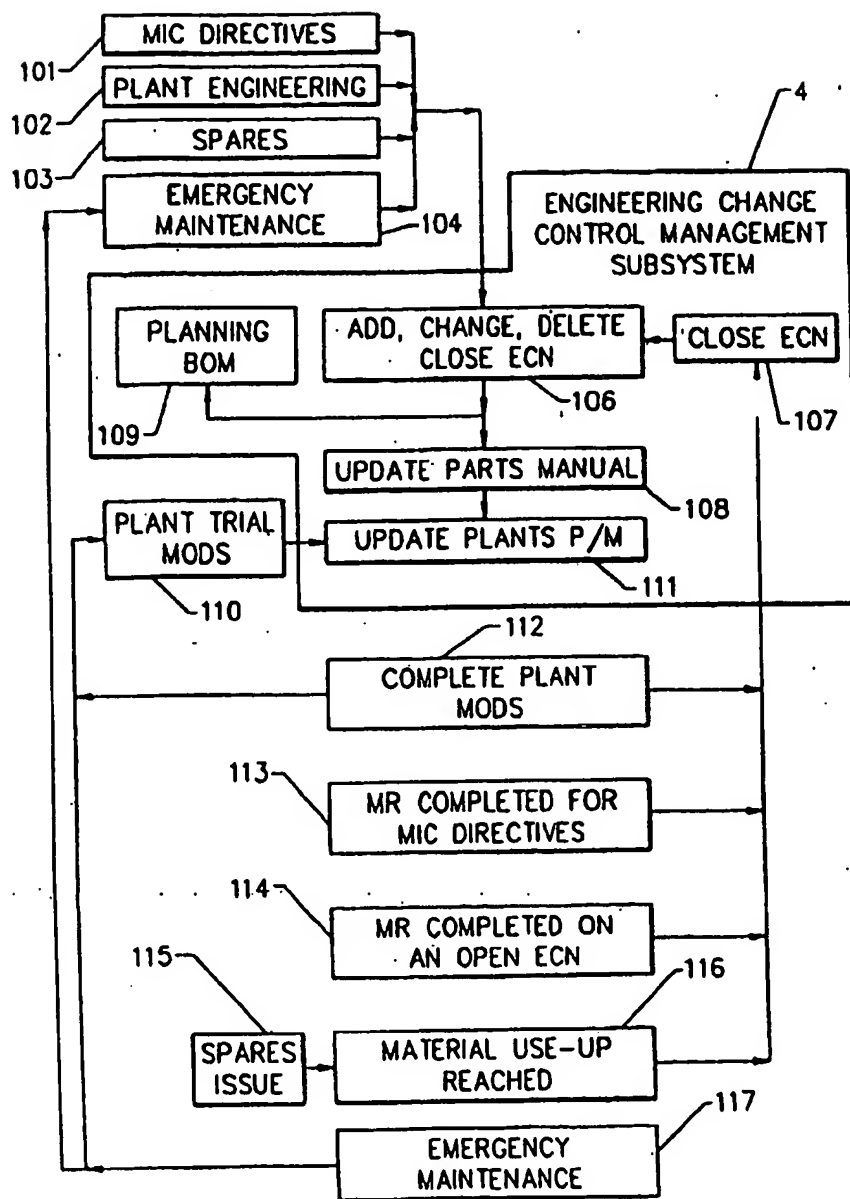 MIC DIRECTIVES
101
PLANT ENGINEERING
102
SPARES
103
EMERGENCY
MAINTENANCE
104
4
ENGINEERING CHANGE
CONTROL MANAGEMENT
SUBSYSTEM
PLANNING
BOM
109
ADD, CHANGE, DELETE
CLOSE ECN
106
CLOSE ECN
107
UPDATE PARTS MANUAL
108
PLANT TRIAL
MODS
110
UPDATE PLANTS P/M
111
112
COMPLETE PLANT
MODS
113
MR COMPLETED FOR
MIC DIRECTIVES
114
MR COMPLETED ON
AN OPEN ECN
115
SPARES
ISSUE
116
MATERIAL USE-UP
REACHED
117
EMERGENCY
MAINTENANCE